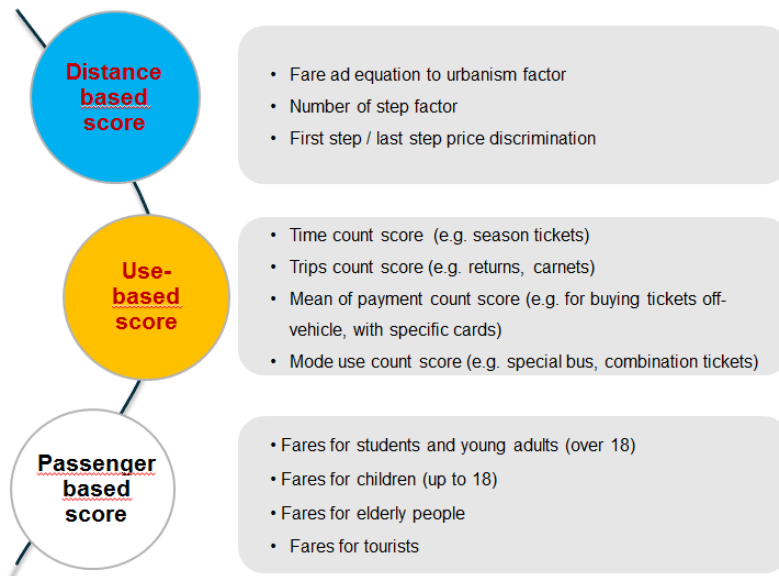 Distance
based
score
• Fare ad equation to urbanism factor
• Number of step factor
• First step / last step price discrimination
Use-
based
score
• Time count score (e.g. season tickets)
• Trips count score (e.g. returns, carnets)
• Mean of payment count score (e.g. for buying tickets off-
vehicle, with specific cards)
• Mode use count score (e.g. special bus, combination tickets)
Passenger
based
score
• Fares for students and young adults (over 18)
• Fares for children (up to 18)
• Fares for elderly people
• Fares for tourists